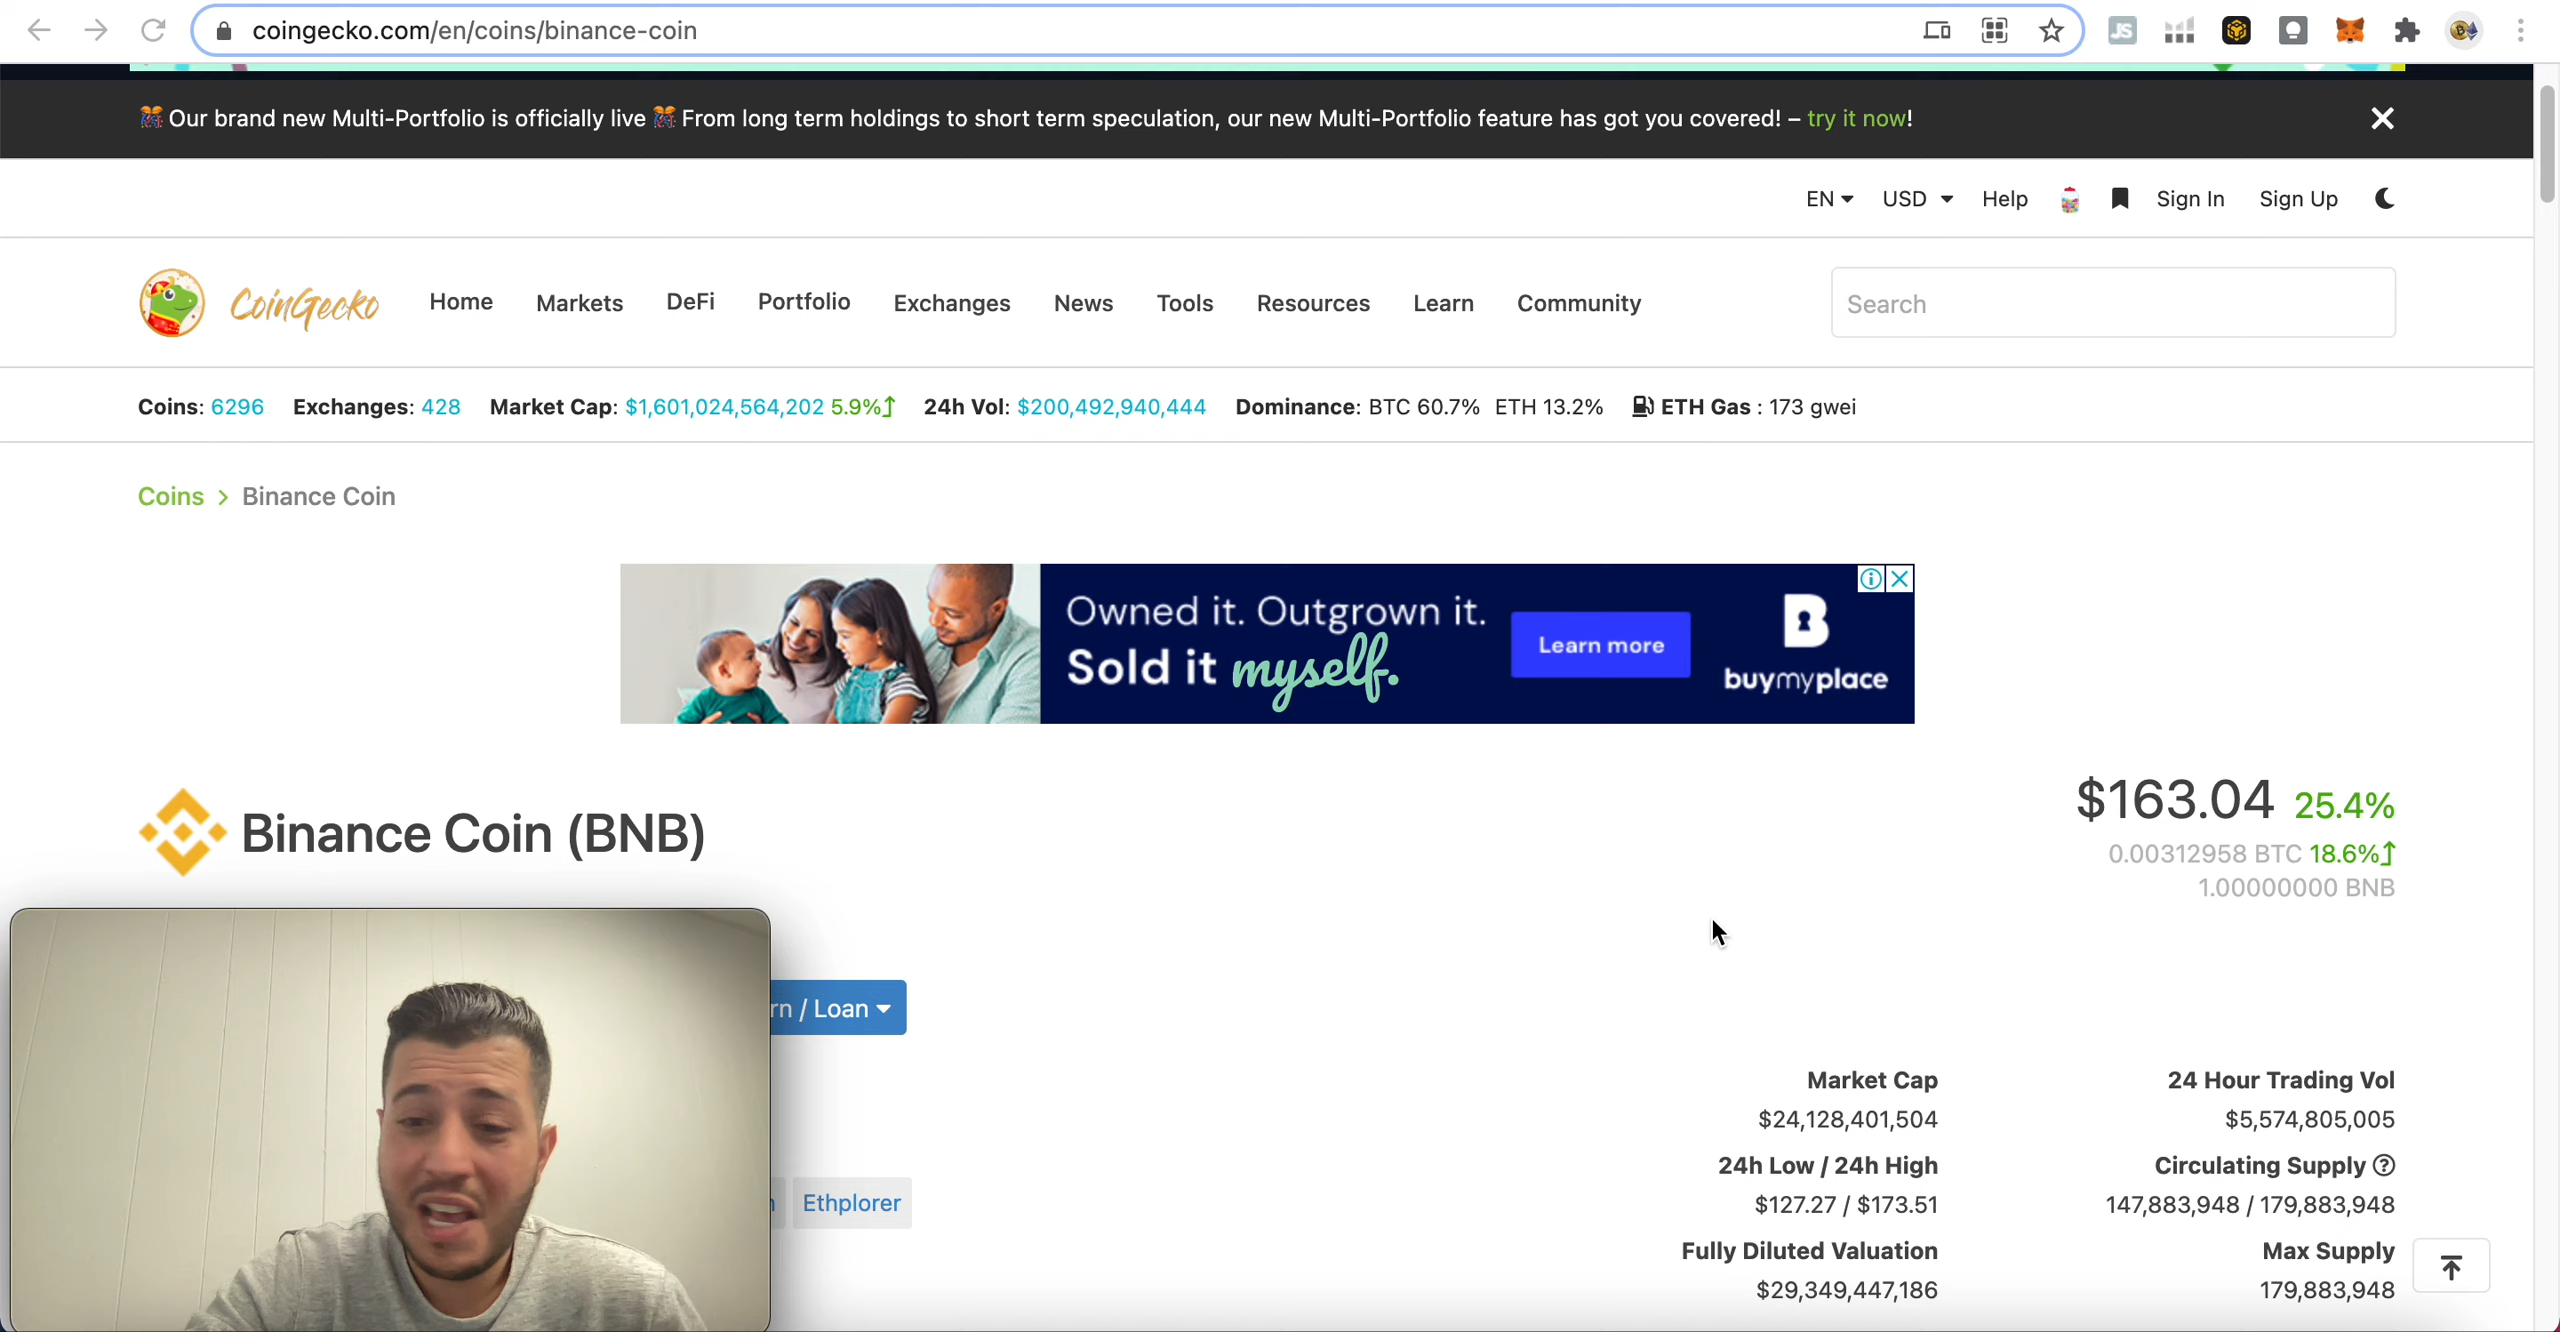 coingecko.com/en/coins/binance-coin
JS
Our brand new Multi-Portfolio is officially live From long term holdings to short term speculation, our new Multi-Portfolio feature has got you covered! – try it now!
EN USD Help Sign In Sign Up
CoinGecko Home Markets DeFi Portfolio Exchanges News Tools Resources Learn Community Search
Coins: 6296 Exchanges: 428 Market Cap: $1,601,024,564,202 5.9% 24h Vol: $200,492,940,444 Dominance: BTC 60.7% ETH 13.2% ETH Gas : 173 gwei
Coins > Binance Coin
Owned it. Outgrown it.
Sold it myself.
Learn more
buymyplace
Binance Coin (BNB)
$163.04 25.4%
0.00312958 BTC 18.6%
1.00000000 BNB
rn / Loan
Ethplorer
Market Cap
$24,128,401,504
24 Hour Trading Vol
$5,574,805,005
24h Low / 24h High
$127.27 / $173.51
Circulating Supply
147,883,948 / 179,883,948
Fully Diluted Valuation
$29,349,447,186
Max Supply
179,883,948